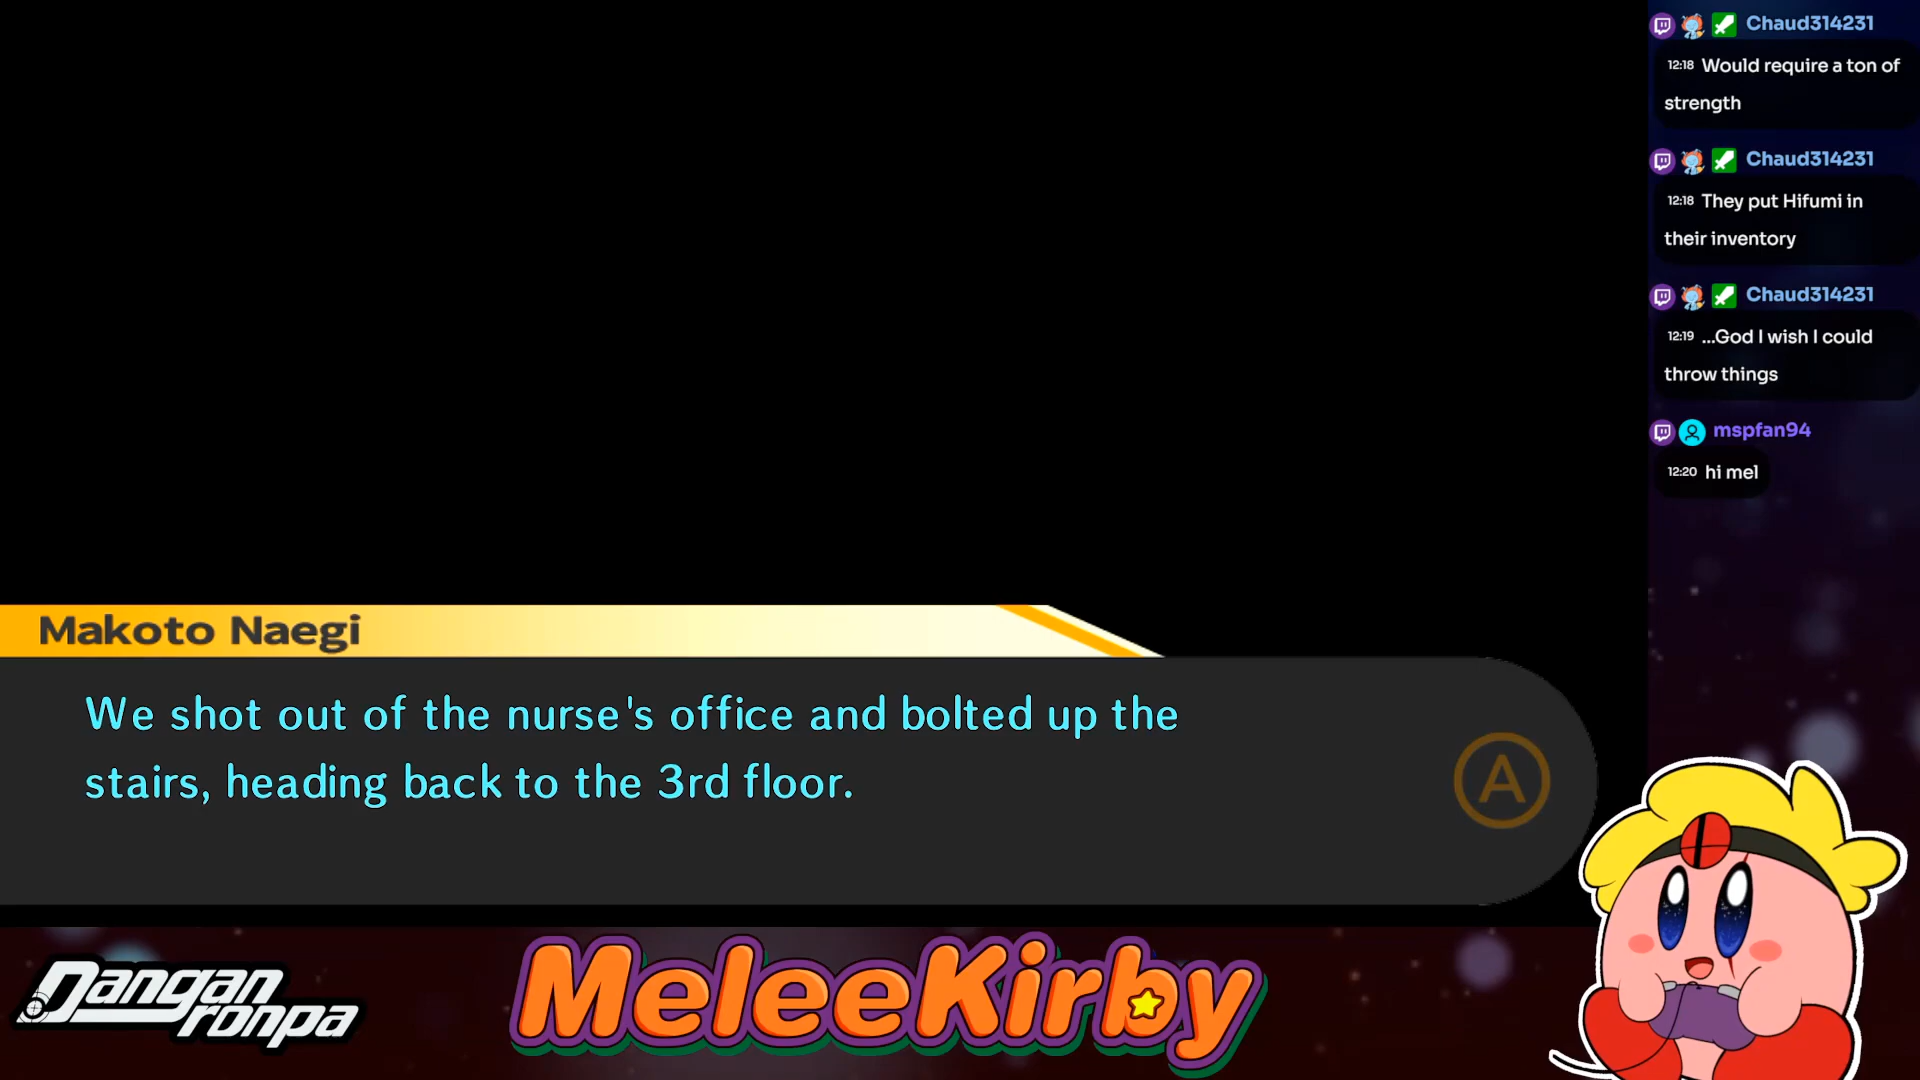 Chaud314231
12:18 Would require a ton of
strength
Chaud314231
12:18 They put Hifumi in
their inventory
Chaud314231
12:19 ...God I wish I could
throw things
mspfan94
12:20 hi mel
Makoto Naegi
We shot out of the nurse's office and bolted up the
stairs, heading back to the 3rd floor.
A
Dangan
ronpa
MeleeKirby